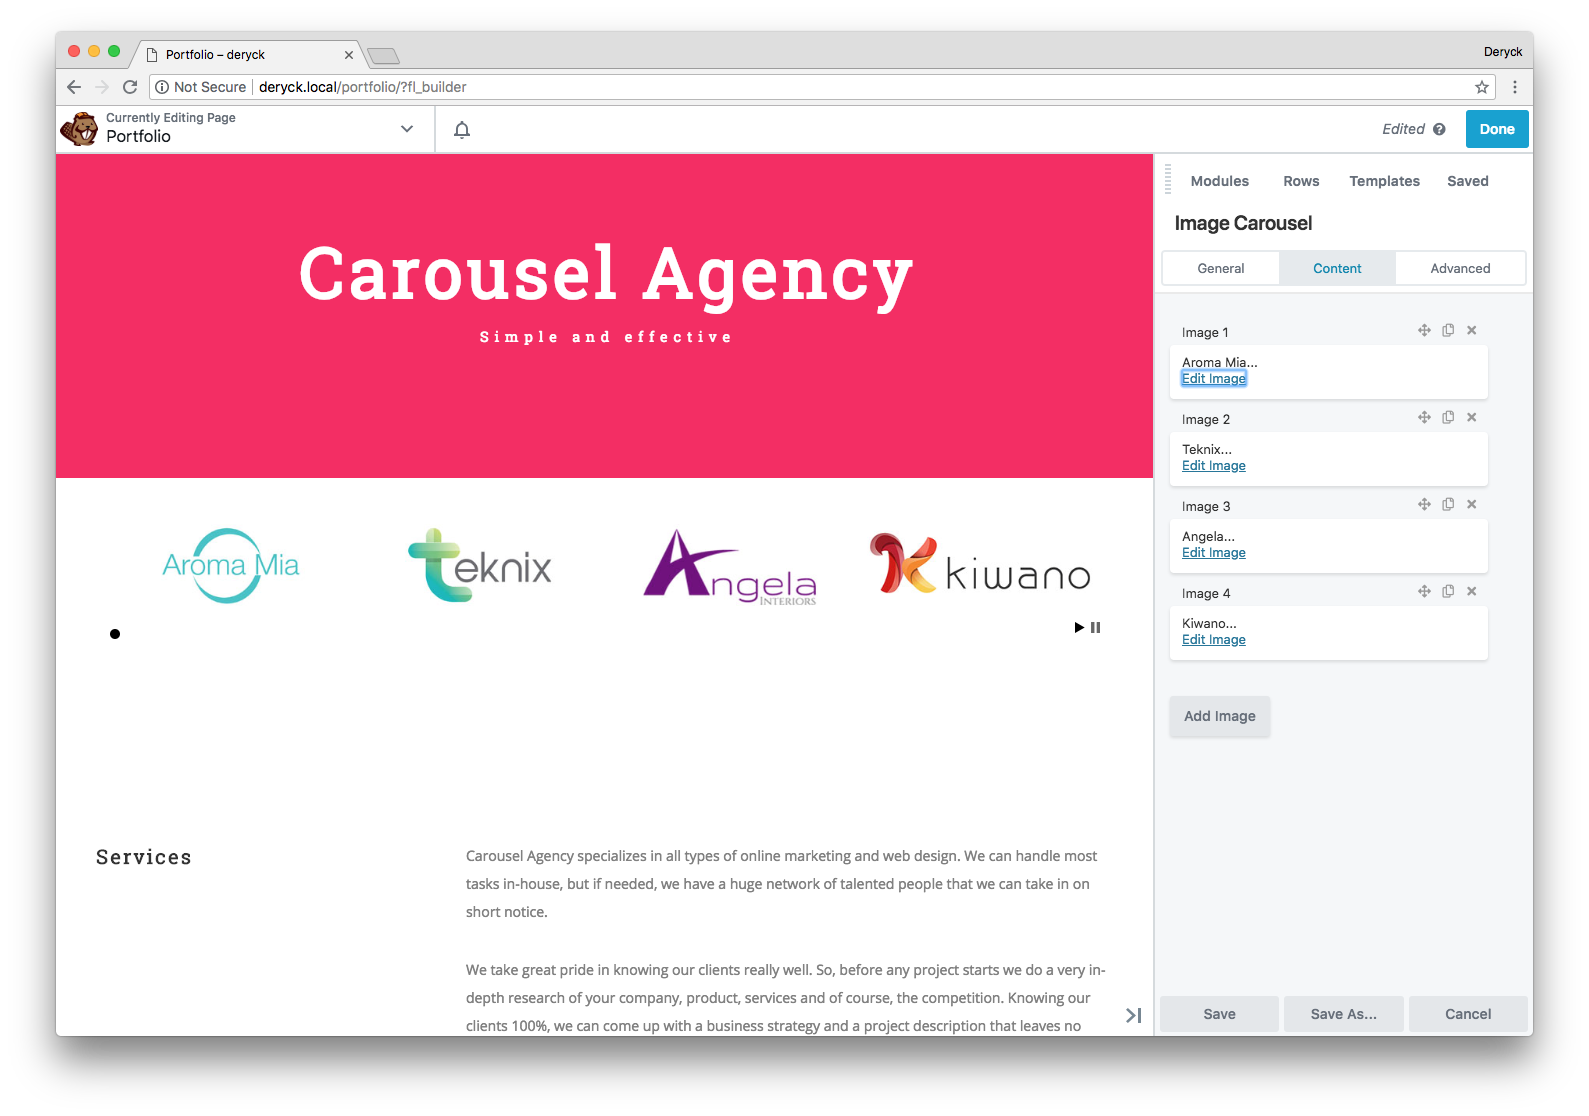 Portfolio – deryck
Deryck
Not Secure
deryck.local/portfolio/?fl_builder
Currently Editing Page
Portfolio
Edited
Done
Modules
Rows
Templates
Saved
Image Carousel
General
Content
Advanced
Carousel Agency
Simple and effective
Image 1
Aroma Mia...
Edit Image
Image 2
Teknix...
Edit Image
Image 3
Angela...
Edit Image
Image 4
Kiwano...
Edit Image
Add Image
Aroma Mia
teknix
Angela
INTERIORS
kiwano
Services
Carousel Agency specializes in all types of online marketing and web design. We can handle most
tasks in-house, but if needed, we have a huge network of talented people that we can take in on
short notice.
We take great pride in knowing our clients really well. So, before any project starts we do a very in-
depth research of your company, product, services and of course, the competition. Knowing our
clients 100%, we can come up with a business strategy and a project description that leaves no
Save
Save As...
Cancel